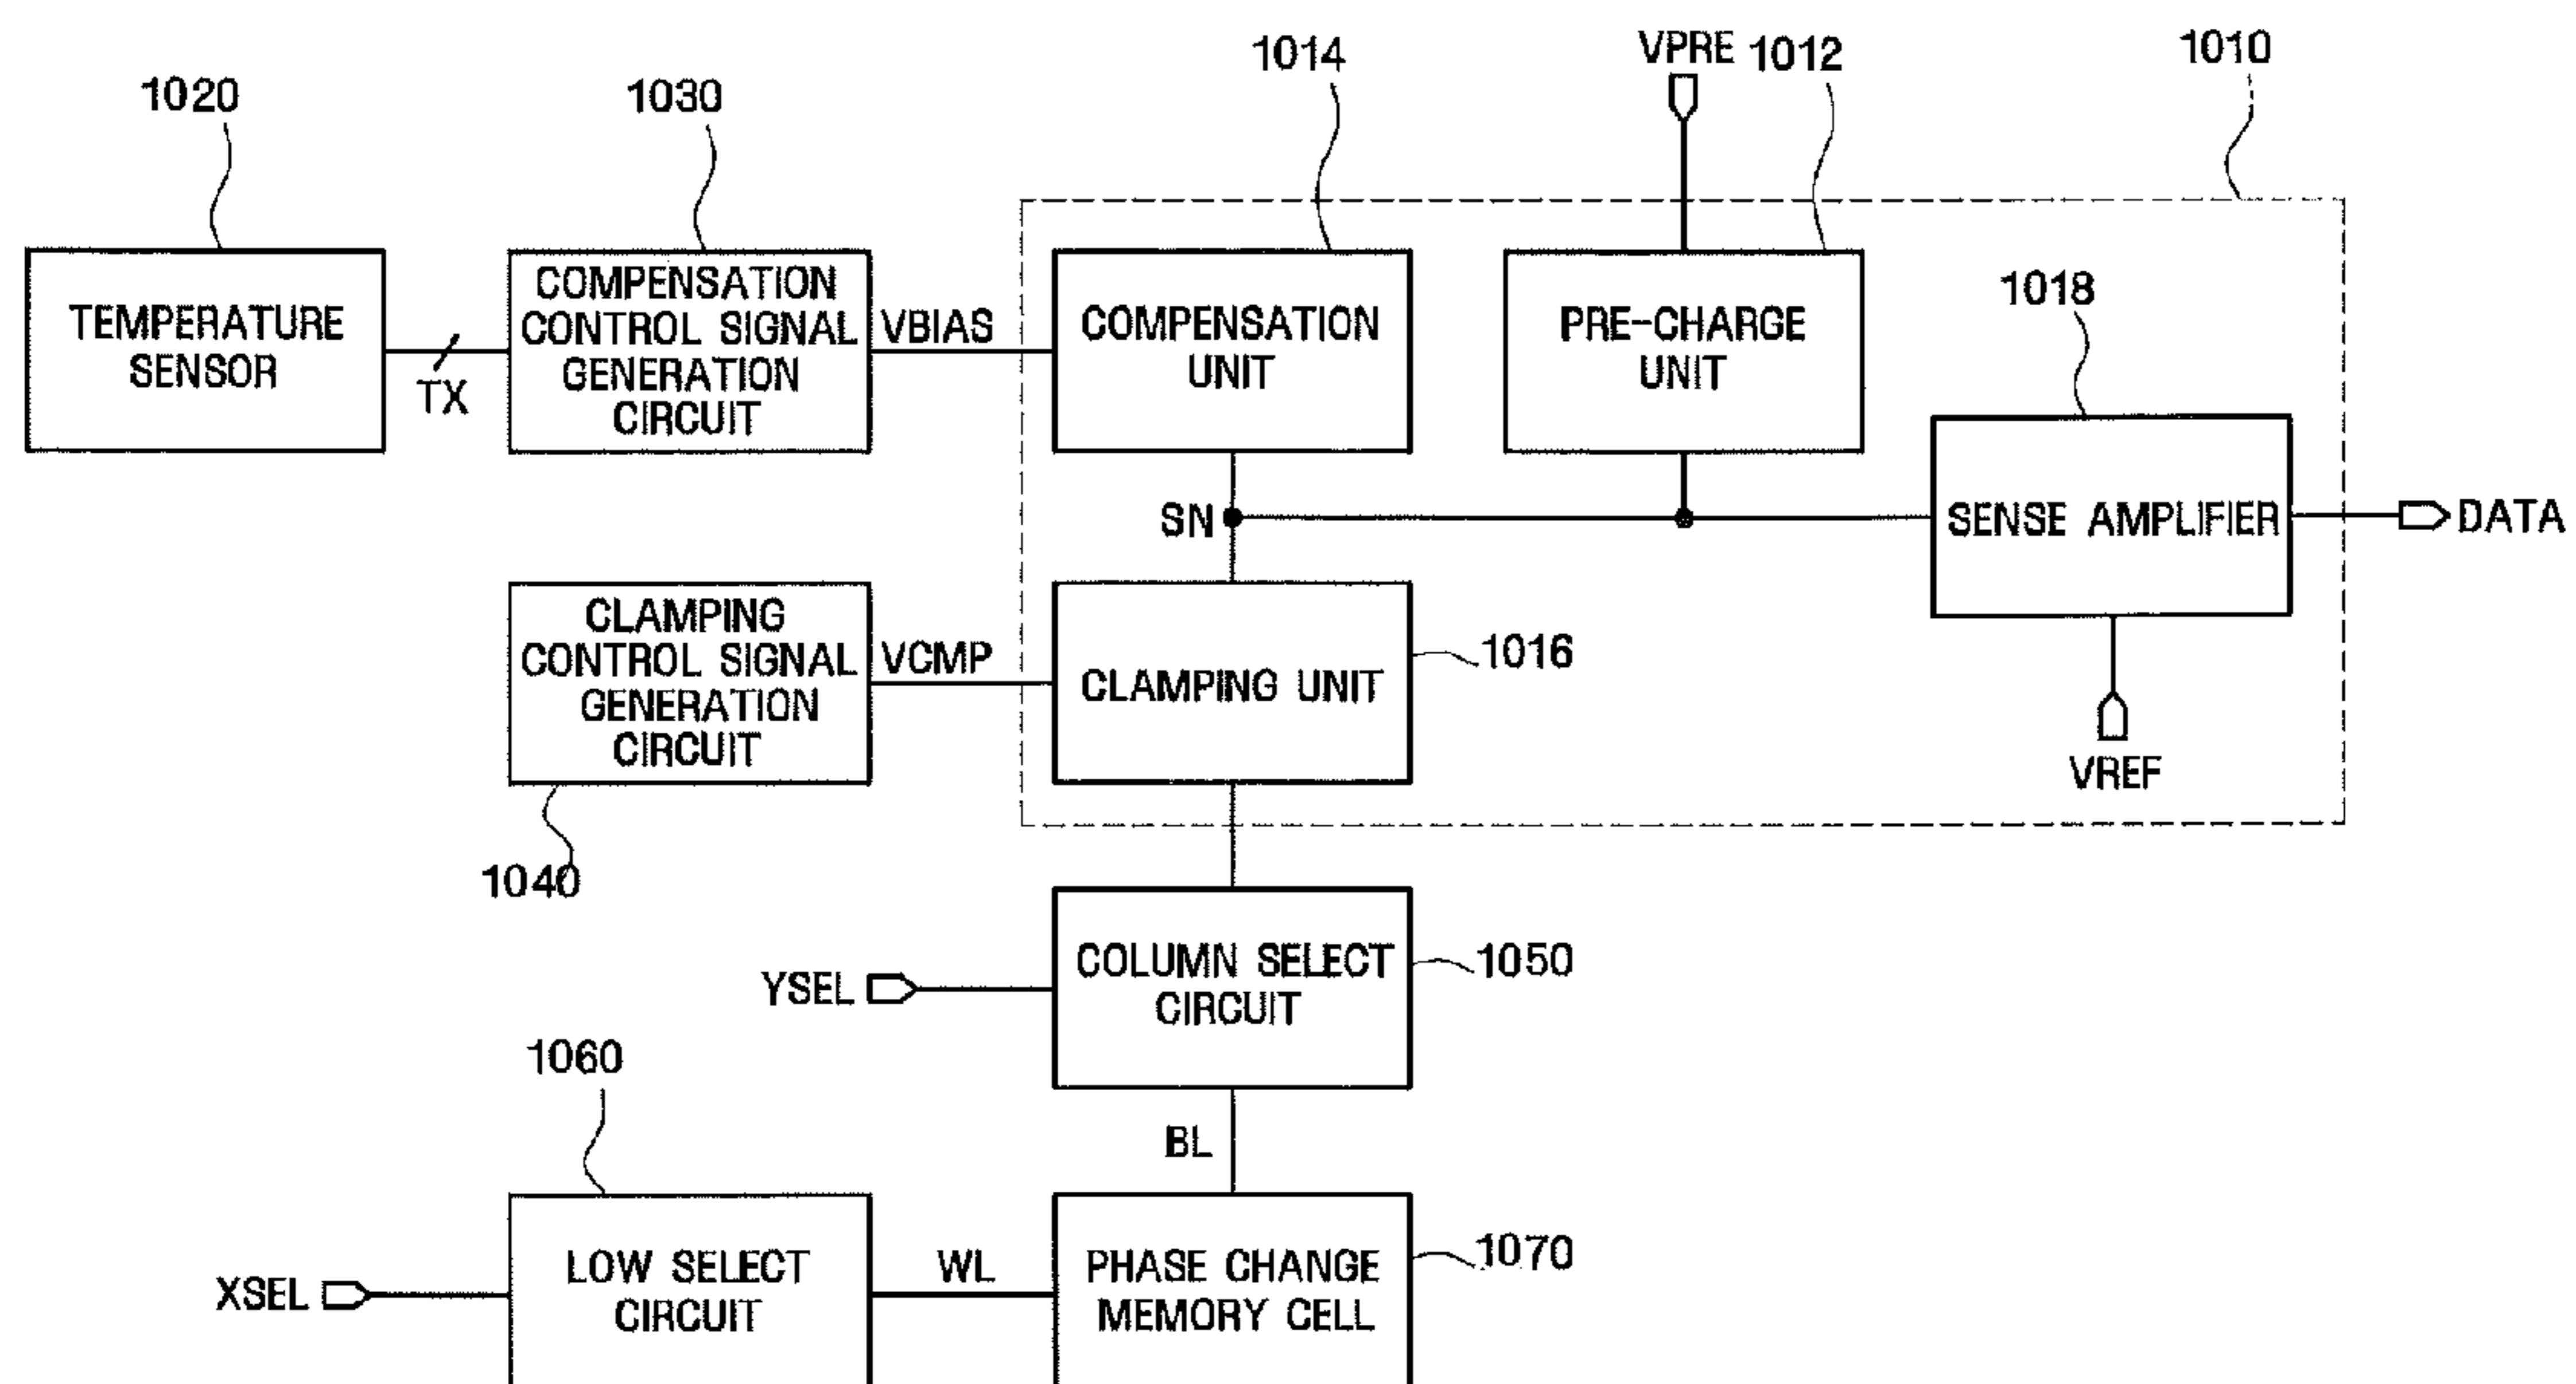 1014
VPRE 1012
1010
1020
1030
1018
TEMPERATURE
SENSOR
TX
COMPENSATION
CONTROL SIGNAL
GENERATION
CIRCUIT
VBIAS
COMPENSATION
UNIT
PRE-CHARGE
UNIT
SN
SENSE AMPLIFIER
DATA
CLAMPING
CONTROL SIGNAL
GENERATION
CIRCUIT
VCMP
CLAMPING UNIT
1016
VREF
1040
YSEL
COLUMN SELECT
CIRCUIT
1050
1060
BL
XSEL
LOW SELECT
CIRCUIT
WL
PHASE CHANGE
MEMORY CELL
1070